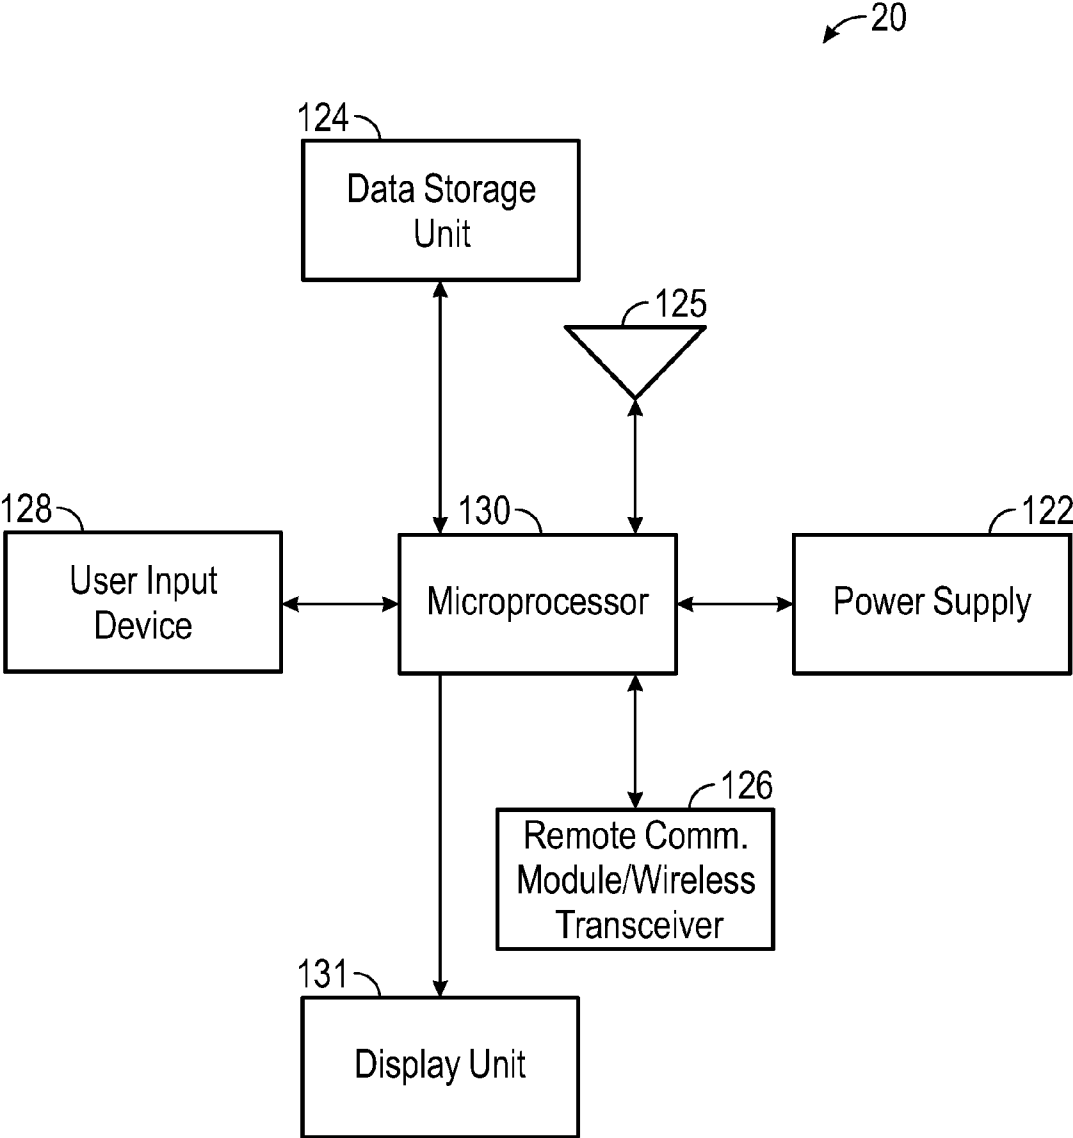 20
124
Data Storage
Unit
125
128
User Input
Device
130
Microprocessor
122
Power Supply
126
Remote Comm.
Module/Wireless
Transceiver
131
Display Unit